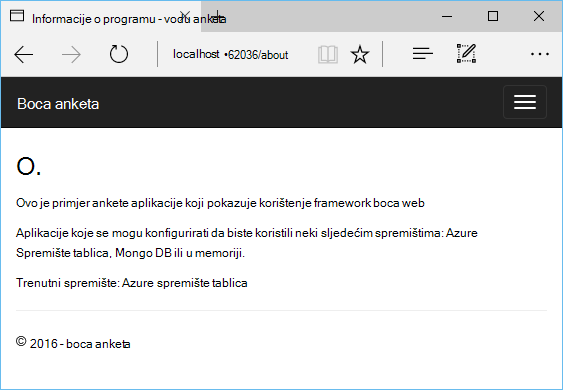 Informacije o programu - vodu anketa
localhost •62036/about
Boca anketa
O.
Ovo je primjer ankete aplikacije koji pokazuje korištenje framework boca web
Aplikacije koje se mogu konfigurirati da biste koristili neki sljedećim spremištima: Azure
Spremište tablica, Mongo DB ili u memoriji.
Trenutni spremište: Azure spremište tablica
© 2016 - boca anketa